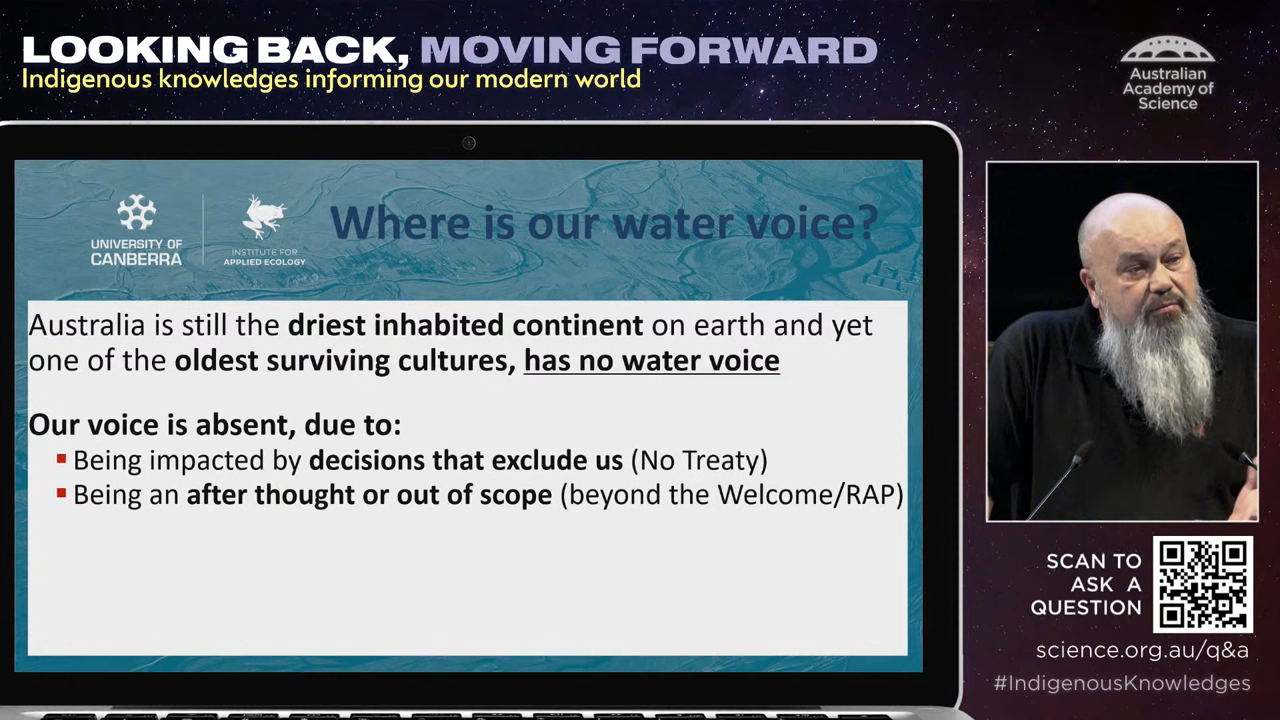 LOOKING BACK, MOVING FORWARD
Indigenous knowledges informing our modern world
Australian
Academy of
Science
UNIVERSITY OF
CANBERRA
INSTITUTE FOR
APPLIED ECOLOGY
Where is our water voice?
Australia is still the driest inhabited continent on earth and yet
one of the oldest surviving cultures, has no water voice
Our voice is absent, due to:
▪ Being impacted by decisions that exclude us (No Treaty)
▪ Being an after thought or out of scope (beyond the Welcome/RAP)
SCAN TO
ASK A
QUESTION
science.org.au/q&a
#IndigenousKnowledges